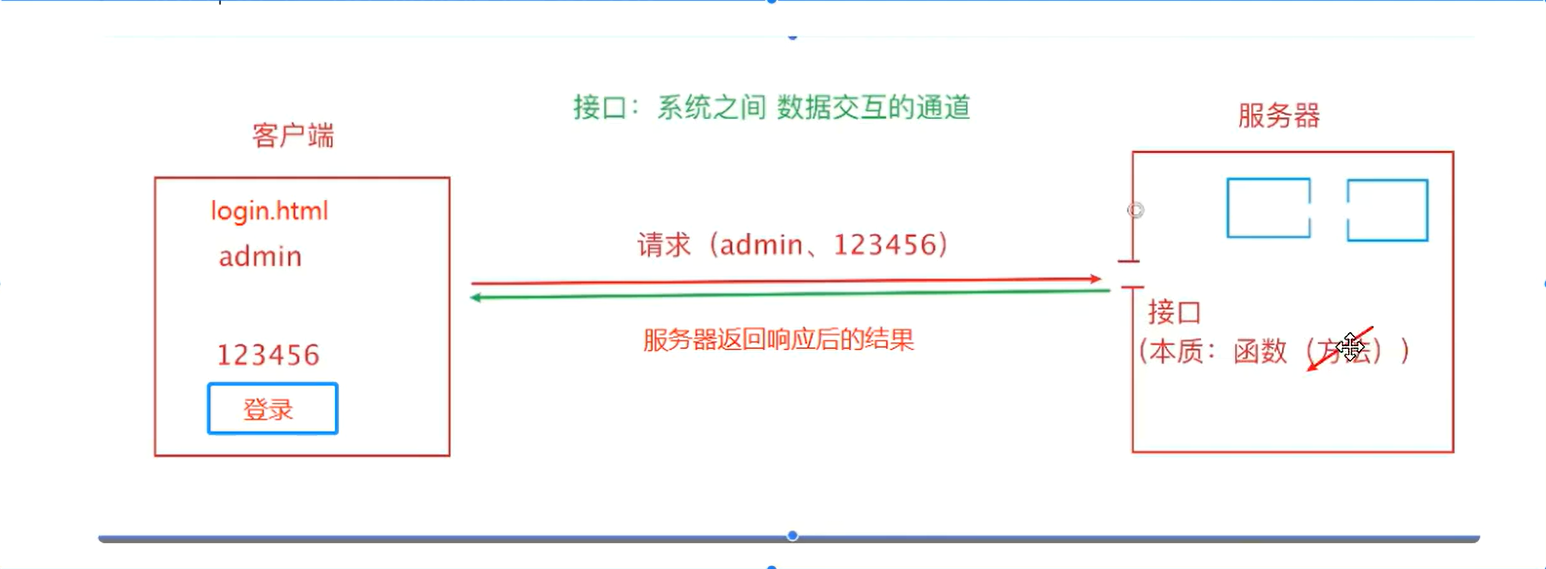 接口：系统之间 数据交互的通道
客户端
服务器
login.html
admin
请求（admin、123456）
接口
服务器返回响应后的结果
（本质：函数（方法））
123456
登录